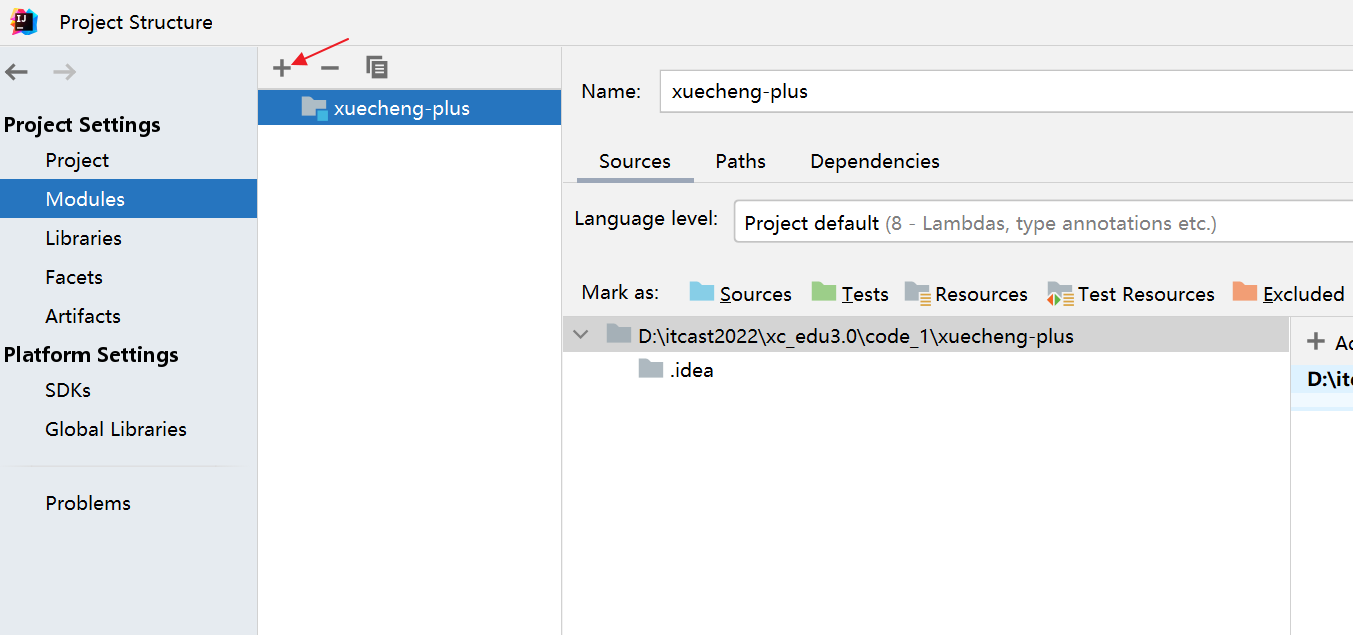 Project Structure
Project Settings
Project
Modules
Libraries
Facets
Artifacts
Platform Settings
SDKs
Global Libraries
Problems
xuecheng-plus
Name: xuecheng-plus
Sources Paths Dependencies
Language level: Project default (8 - Lambdas, type annotations etc.)
Mark as: Sources Tests Resources Test Resources Excluded
D:\itcast2022\xc_edu3.0\code_1\xuecheng-plus
.idea